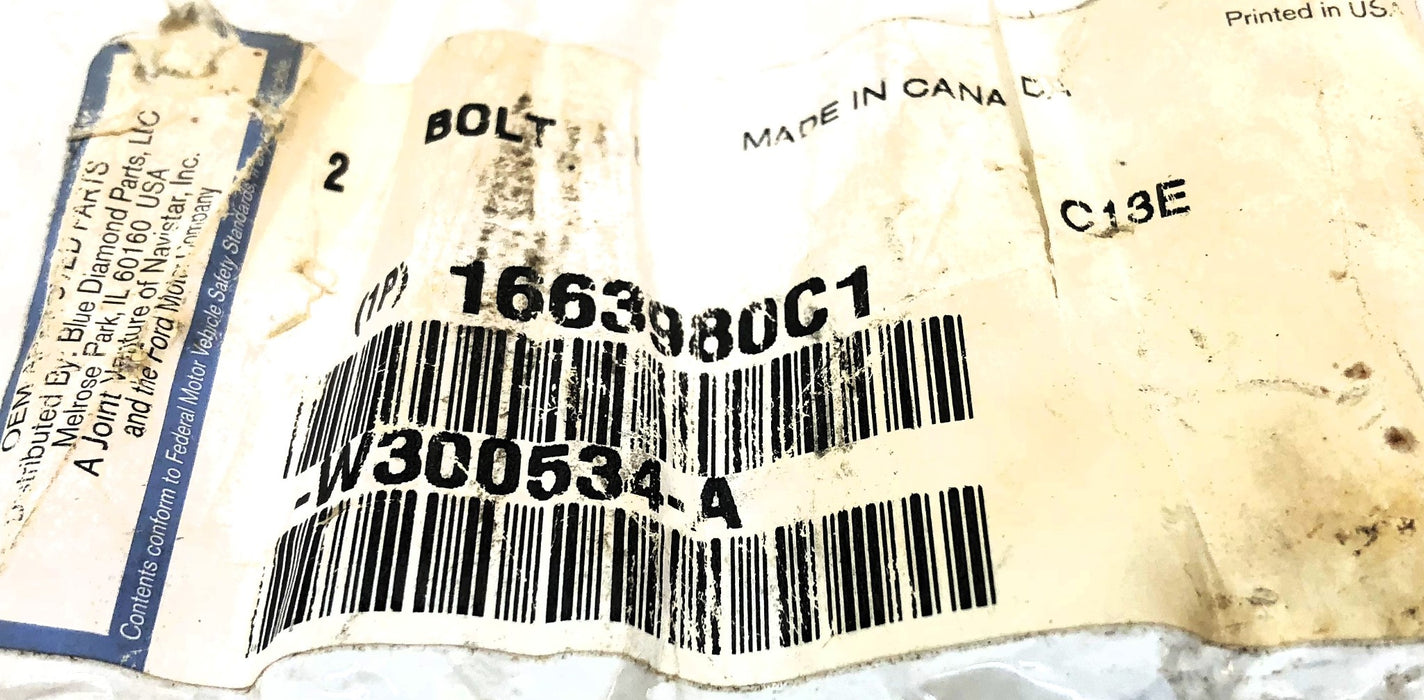 Printed in USA
2
BOLT
MADE IN CANADA
C13E
(1P)
1663980C1
-W300534-A
OEM
Distributed By: Blue Diamond Parts, LLC
Melrose Park, IL 60160 USA
A Joint Venture of Navistar, Inc.
and the Ford Motor Company
Contents conform to Federal Motor Vehicle Safety Standards,